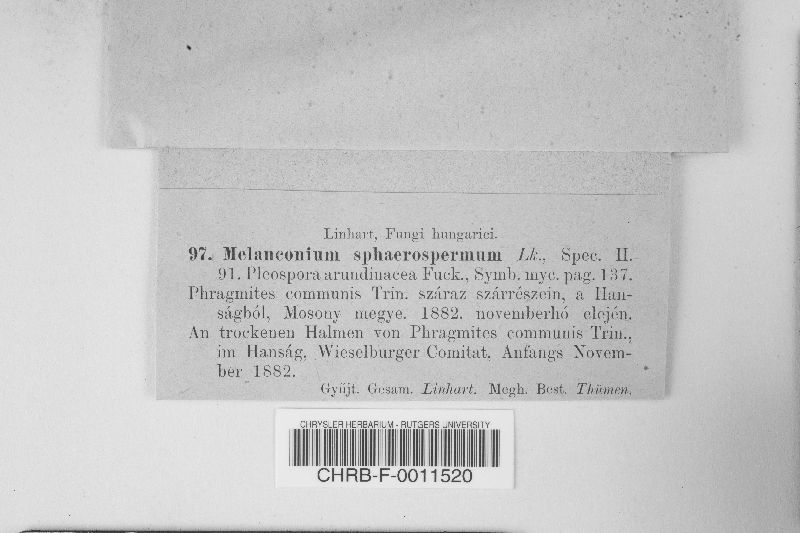 Linhart, Fungi hungarici.
97. Melanconium sphaerospermum Lk., Spec. II.
91. Pleospora arundinacea Fuck., Symb. myc. pag. 137.
Phragmites communis Trin. száraz szárrészein, a Han-
ságból, Mosony megye. 1882. novemberhó elején.
An trockenen Halmen von Phragmites communis Trin.,
im Hanság, Wieselburger Comitat. Anfangs Novem-
ber 1882.
Gyüjt. Gesam. Linhart. Megh. Best. Thümen.
CHRYSLER HERBARIUM - RUTGERS UNIVERSITY
CHRB-F-0011520